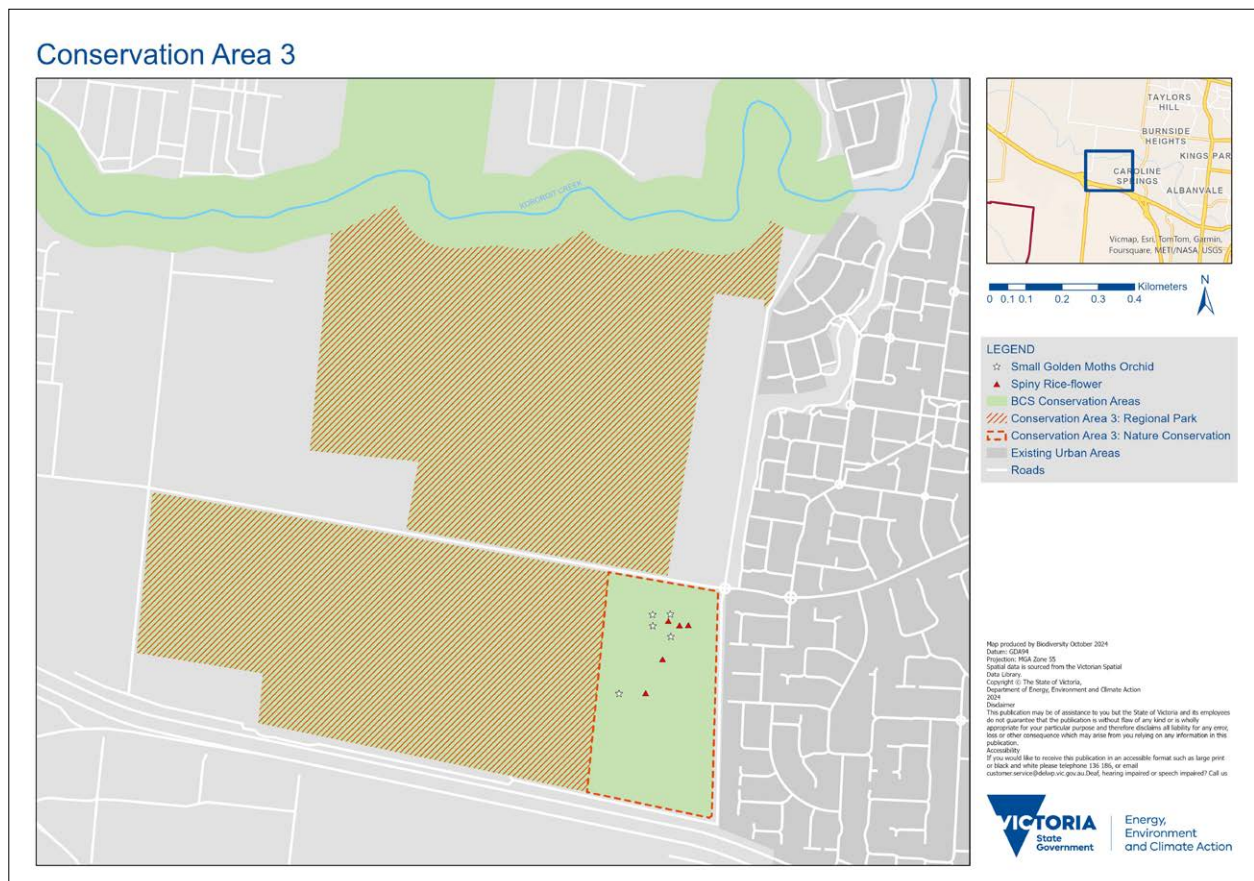 Conservation Area 3
KOROROIT CREEK
TAYLORS
HILL
BURNSIDE
HEIGHTS
KINGS PAR
CAROLINE
SPRINGS
ALBANVALE
Vicmap, Esri, TomTom, Garmin,
Foursquare, METI/NASA, USGS
Kilometers
0 0.1 0.1 0.2 0.3 0.4
N
LEGEND
Small Golden Moths Orchid
Spiny Rice-flower
BCS Conservation Areas
Conservation Area 3: Regional Park
Conservation Area 3: Nature Conservation
Existing Urban Areas
Roads
Map produced by Biodiversity October 2024
Datum: GDA94
Projection: MGA Zone 55
Spatial data is sourced from the Victorian Spatial
Data Library.
Copyright © The State of Victoria,
Department of Energy, Environment and Climate Action
2024
Disclaimer
This publication may be of assistance to you but the State of Victoria and its employees
do not guarantee that the publication is without flaw of any kind or is wholly
appropriate for your particular purpose and therefore disclaims all liability for any error,
loss or other consequence which may arise from you relying on any information in this
publication.
Accessibility
If you would like to receive this publication in an accessible format such as large print
or black and white please telephone 136 186, or email
customer.service@delwp.vic.gov.au.Deaf, hearing impaired or speech impaired? Call us
VICTORIA
State
Government
Energy,
Environment
and Climate Action